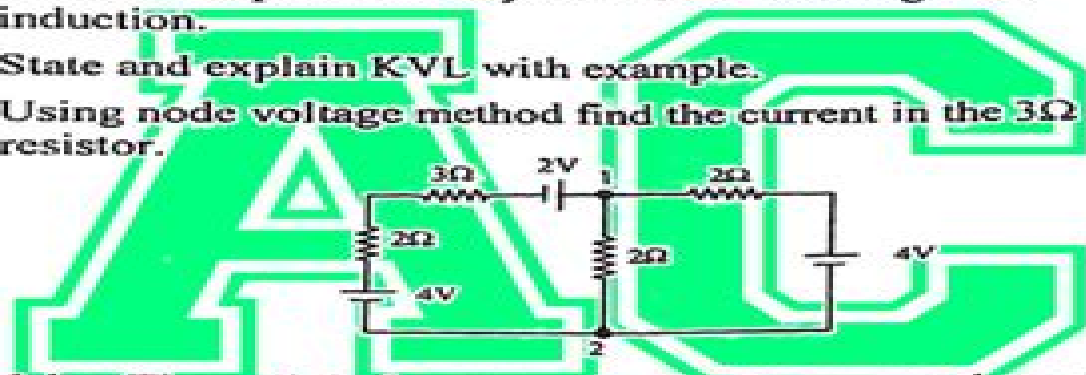 induction.
State and explain KVL with example.
Using node voltage method find the current in the 3Ω
resistor.
3Ω 2V 1 2Ω
2Ω 2Ω 4V
4V
2
AC